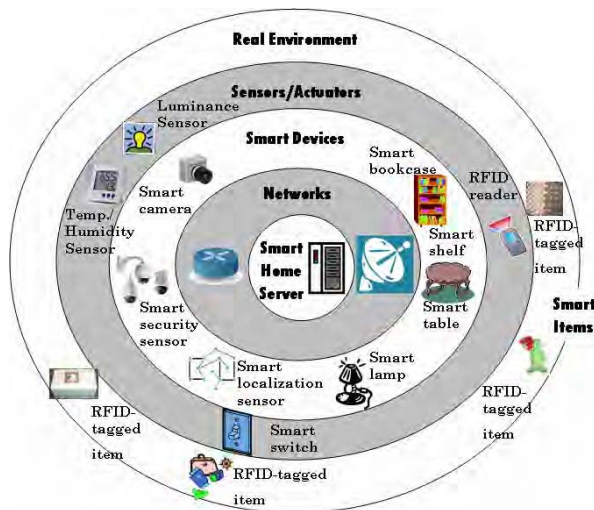 Real Environment
Sensors/Actuators
Luminance
Sensor
Smart Devices
Smart
bookcase
Smart
camera
Networks
RFID
reader
Temp./
Humidity
Sensor
RFID-
tagged
item
Smart
Home
Server
Smart
shelf
Smart
security
sensor
Smart
table
Smart
Items
Smart
localization
sensor
Smart
lamp
RFID-
tagged
item
RFID-
tagged
item
Smart
switch
RFID-tagged
item